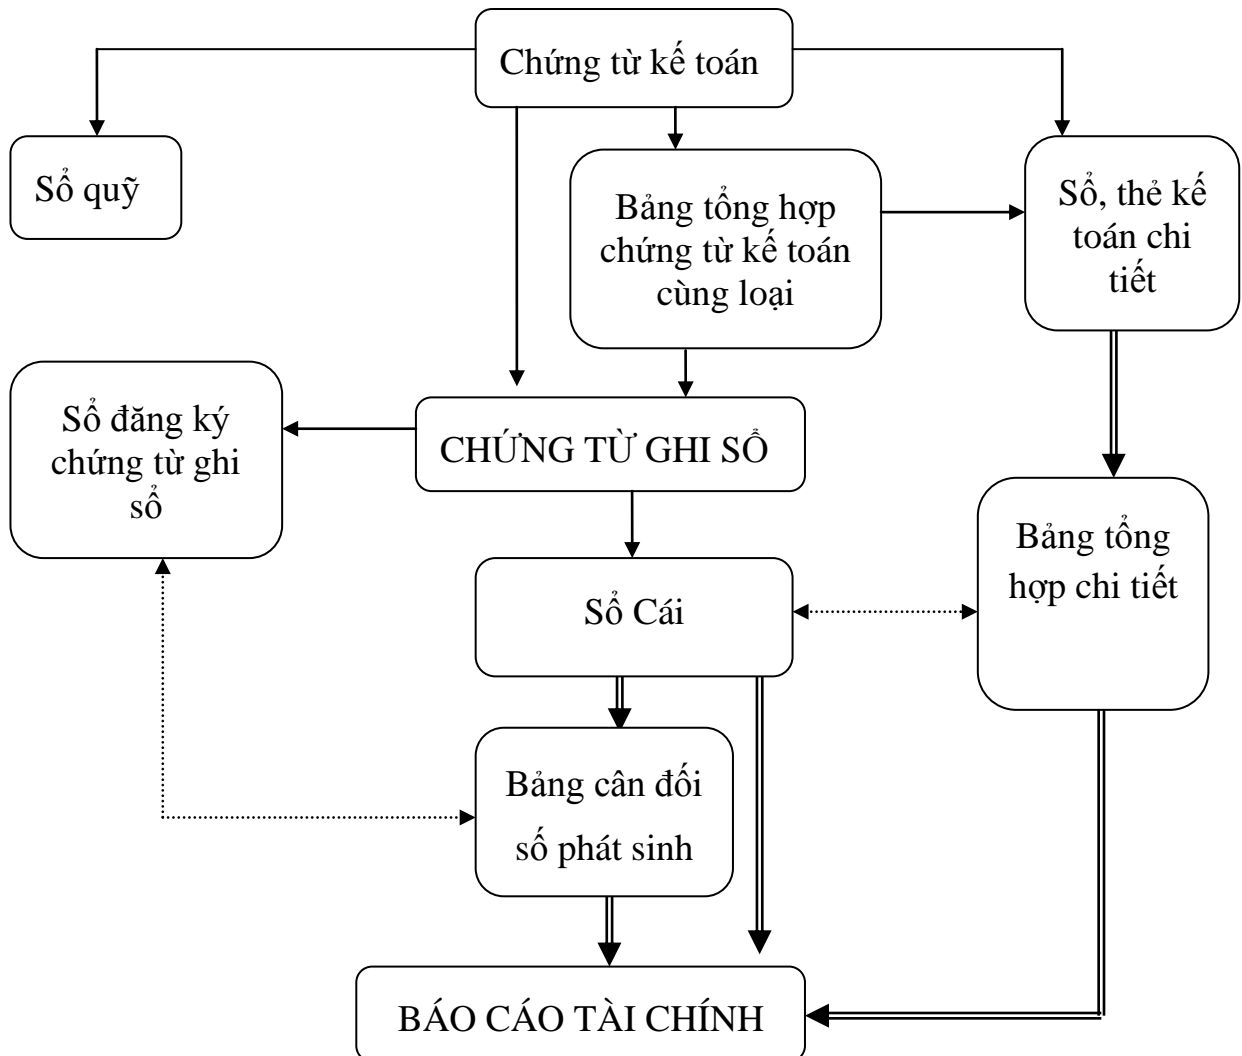 Chứng từ kế toán
Sổ quỹ
Bảng tổng hợp
chứng từ kế toán
cùng loại
Sổ, thẻ kế
toán chi
tiết
Sổ đăng ký
chứng từ ghi
sổ
CHỨNG TỪ GHI SỔ
Sổ Cái
Bảng tổng
hợp chi tiết
Bảng cân đối
số phát sinh
BÁO CÁO TÀI CHÍNH